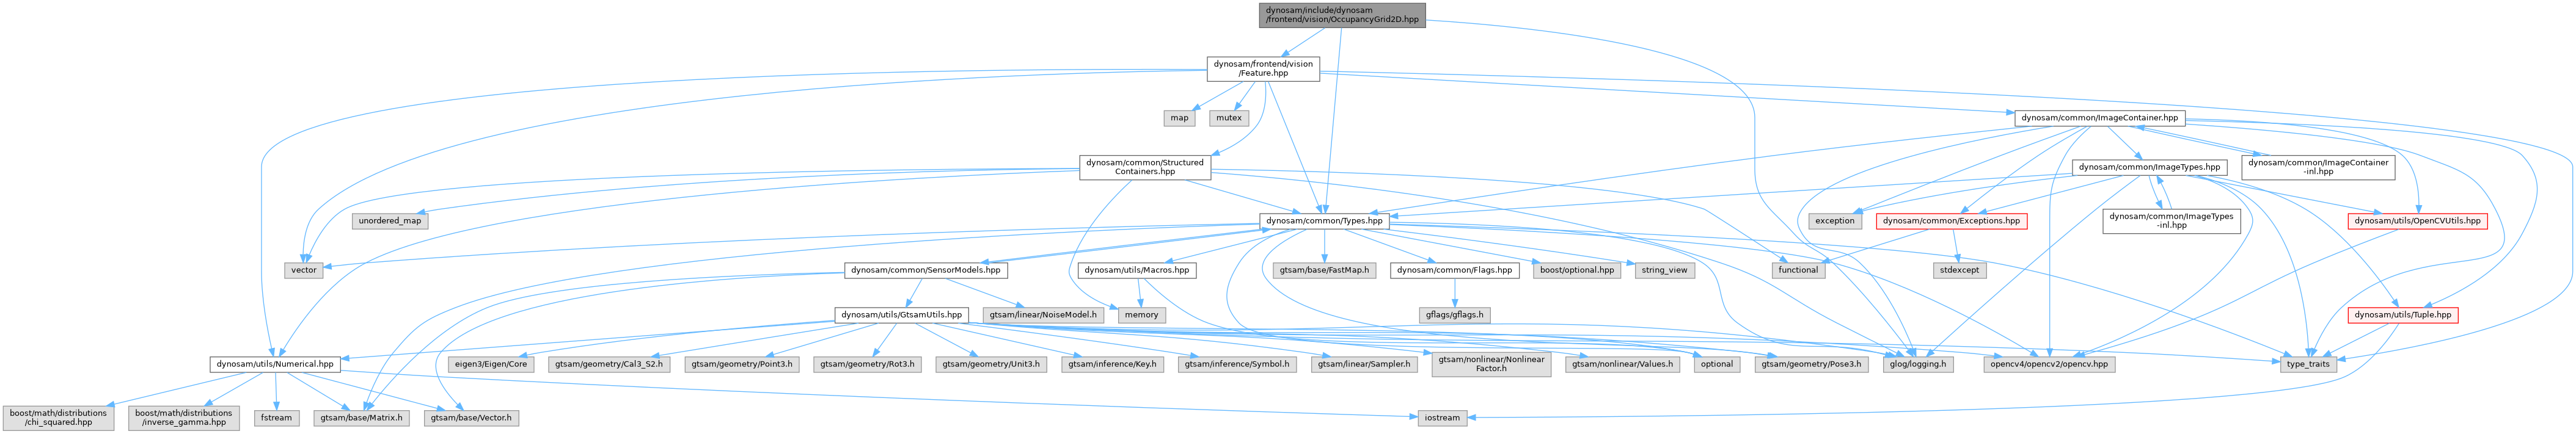 dynosam/include/dynosam
/frontend/vision/OccupancyGrid2D.hpp
dynosam/frontend/vision
/Feature.hpp
map
mutex
dynosam/common/ImageContainer.hpp
dynosam/common/Structured
Containers.hpp
dynosam/common/ImageTypes.hpp
dynosam/common/ImageContainer
-inl.hpp
unordered_map
dynosam/common/Types.hpp
exception
dynosam/common/Exceptions.hpp
dynosam/common/ImageTypes
-inl.hpp
dynosam/utils/OpenCVUtils.hpp
vector
dynosam/common/SensorModels.hpp
dynosam/utils/Macros.hpp
gtsam/base/FastMap.h
dynosam/common/Flags.hpp
boost/optional.hpp
string_view
functional
stdexcept
dynosam/utils/GtsamUtils.hpp
gtsam/linear/NoiseModel.h
memory
gflags/gflags.h
dynosam/utils/Tuple.hpp
dynosam/utils/Numerical.hpp
eigen3/Eigen/Core
gtsam/geometry/Cal3_S2.h
gtsam/geometry/Point3.h
gtsam/geometry/Rot3.h
gtsam/geometry/Unit3.h
gtsam/inference/Key.h
gtsam/inference/Symbol.h
gtsam/linear/Sampler.h
gtsam/nonlinear/Nonlinear
Factor.h
gtsam/nonlinear/Values.h
optional
gtsam/geometry/Pose3.h
glog/logging.h
opencv4/opencv2/opencv.hpp
type_traits
boost/math/distributions
/chi_squared.hpp
boost/math/distributions
/inverse_gamma.hpp
fstream
gtsam/base/Matrix.h
gtsam/base/Vector.h
iostream